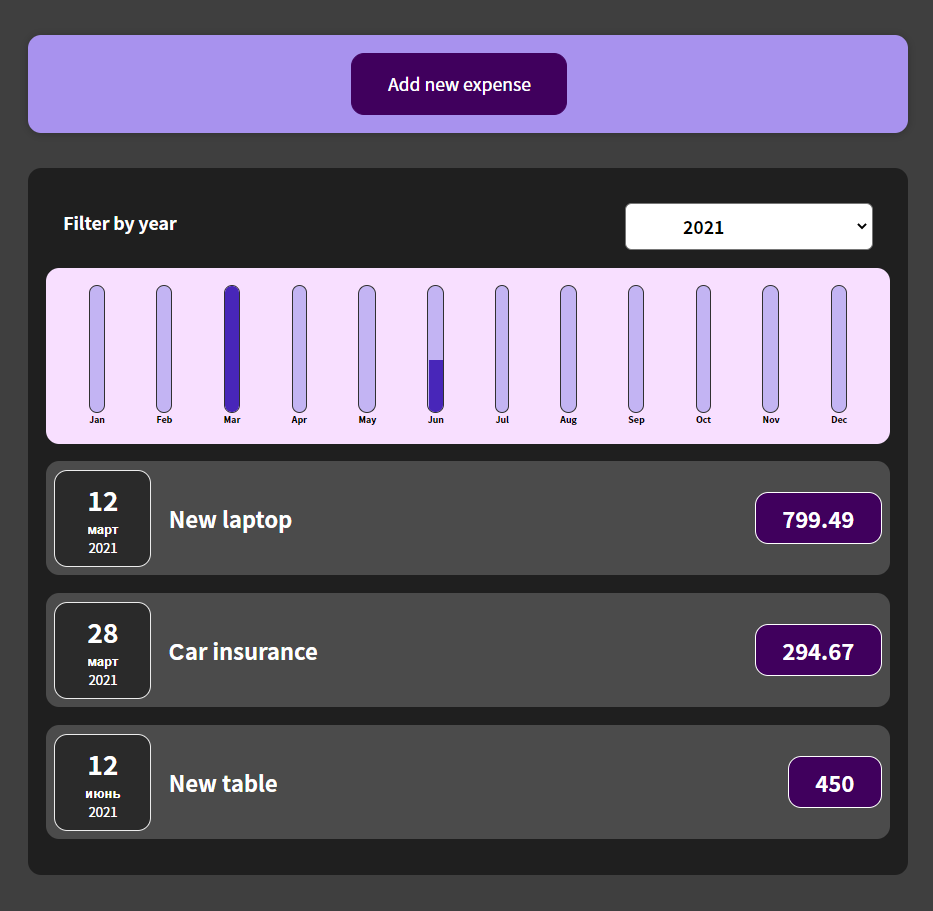 Add new expense
Filter by year
2021
Jan Feb Mar Apr May Jun Jul Aug Sep Oct Nov Dec
12
март
2021
New laptop
799.49
28
март
2021
Car insurance
294.67
12
июнь
2021
New table
450